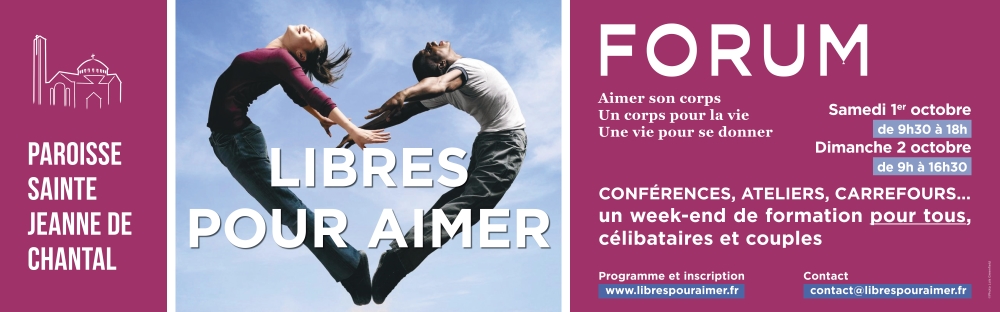 PAROISSE
SAINTE
JEANNE DE
CHANTAL
LIBRES
POUR AIMER
FORUM
Aimer son corps
Un corps pour la vie
Une vie pour se donner
Samedi 1er octobre
de 9h30 à 18h
Dimanche 2 octobre
de 9h à 16h30
CONFÉRENCES, ATELIERS, CARREFOURS...
un week-end de formation pour tous,
célibataires et couples
Programme et inscription
www.librespouraimer.fr
Contact
contact@librespouraimer.fr